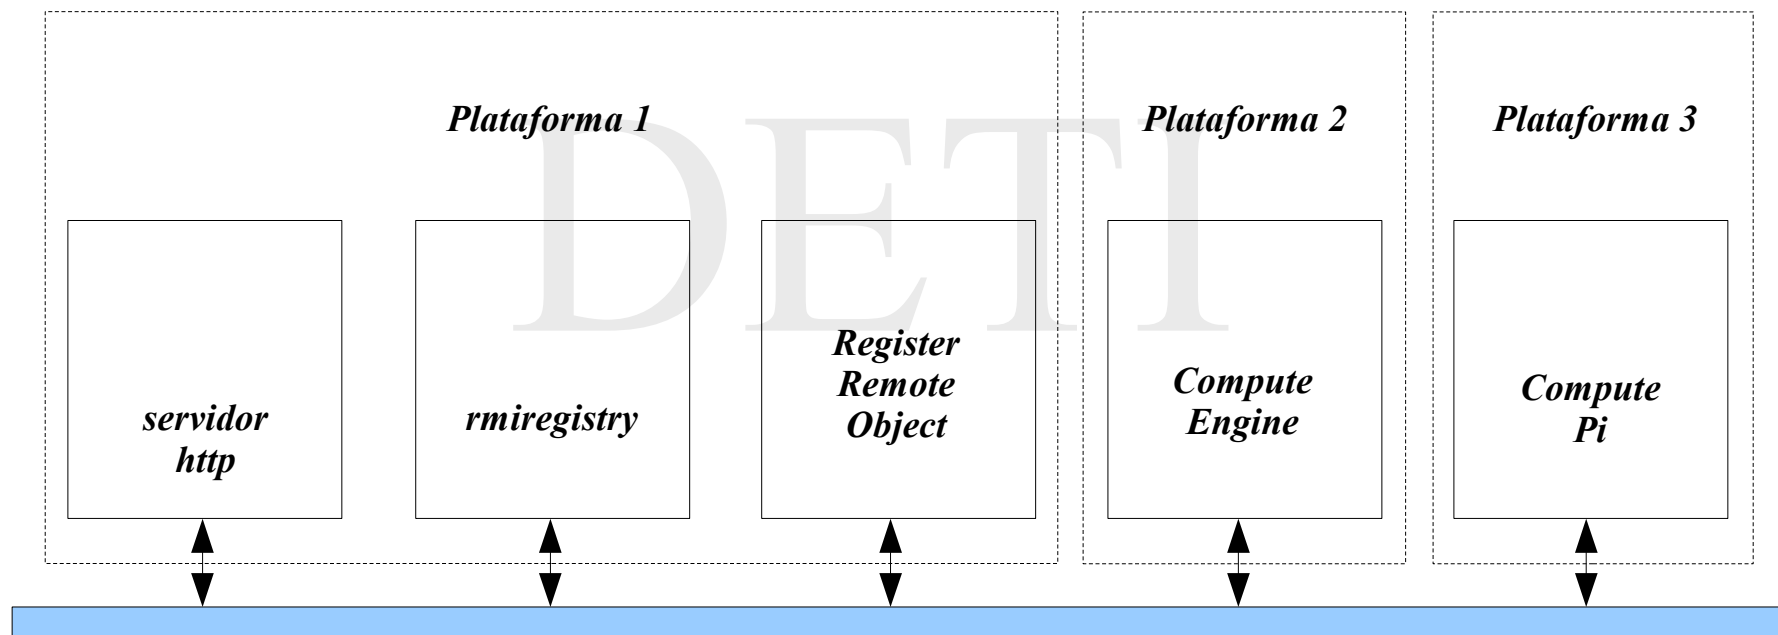 Plataforma 1
Plataforma 2
Plataforma 3
DETI
servidor
http
rmiregistry
Register
Remote
Object
Compute
Engine
Compute
Pi